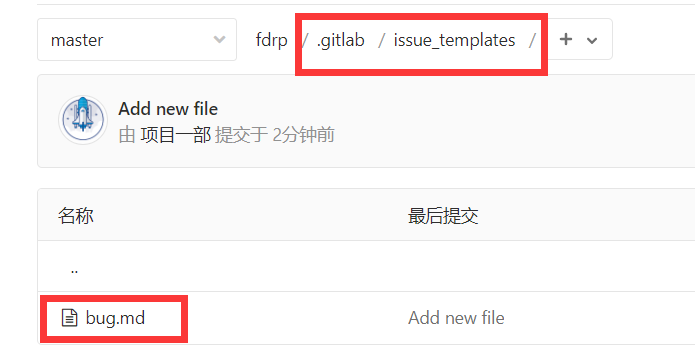 master fdrp / .gitlab / issue_templates / +
Add new file
由 项目一部 提交于 2分钟前
名称 最后提交
..
bug.md Add new file